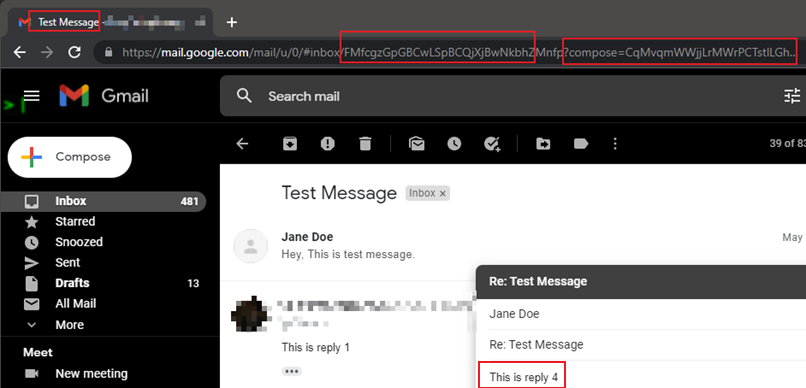 Test Message -
https://mail.google.com/mail/u/0/#inbox/FMfcgzGpGBCwLSpBCQjXjBwNkbhZMnfp?compose=CqMvqmWWjjLrMWrPCTstlLGh...
Gmail
Search mail
Compose
39 of 83
Inbox 481
Starred
Snoozed
Sent
Drafts 13
All Mail
More
Meet
New meeting
Test Message Inbox ×
Jane Doe May
Hey, This is test message.
This is reply 1
Re: Test Message
Jane Doe
Re: Test Message
This is reply 4